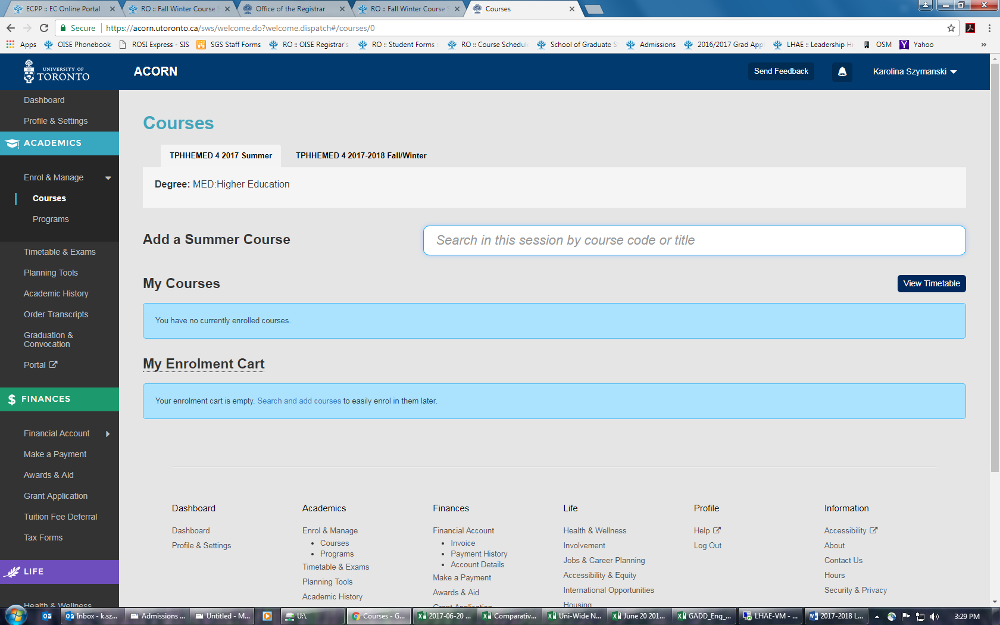 ECPP :: EC Online Portal
RO :: Fall Winter Course S
Office of the Registrar
RO :: Fall Winter Course S
Courses
Secure
https://acorn.utoronto.ca/sws/welcome.do?welcome.dispatch#/courses/0
Apps
OISE Phonebook
ROSI Express - SIS
SGS Staff Forms
RO :: OISE Registrar's
RO :: Student Forms
RO :: Course Schedul
School of Graduate S
Admissions
2016/2017 Grad App
LHAE :: Leadership Hi
OSM
Yahoo
UNIVERSITY OF
TORONTO
ACORN
Send Feedback
Karolina Szymanski
Dashboard
Profile & Settings
ACADEMICS
Enrol & Manage
Courses
Programs
Timetable & Exams
Planning Tools
Academic History
Order Transcripts
Graduation &
Convocation
Portal
FINANCES
Financial Account
Make a Payment
Awards & Aid
Grant Application
Tuition Fee Deferral
Tax Forms
LIFE
Health & Wellness
Courses
TPHHEMED 4 2017 Summer
TPHHEMED 4 2017-2018 Fall/Winter
Degree: MED:Higher Education
Add a Summer Course
Search in this session by course code or title
My Courses
View Timetable
You have no currently enrolled courses.
My Enrolment Cart
Your enrolment cart is empty. Search and add courses to easily enrol in them later.
Dashboard
Dashboard
Profile & Settings
Academics
Enrol & Manage
• Courses
• Programs
Timetable & Exams
Planning Tools
Academic History
Finances
Financial Account
• Invoice
• Payment History
• Account Details
Make a Payment
Awards & Aid
Grant Application
Life
Health & Wellness
Involvement
Jobs & Career Planning
Accessibility & Equity
International Opportunities
Housing
Profile
Help
Log Out
Information
Accessibility
About
Contact Us
Hours
Security & Privacy
Inbox - k.sz...
Admissions ...
Untitled - M...
U:\
Courses - G...
2017-06-20 ...
Comparativ...
Uni-Wide N...
June 20 201...
GADD_Eng_...
LHAE-VM - ...
2017-2018 L...
3:29 PM